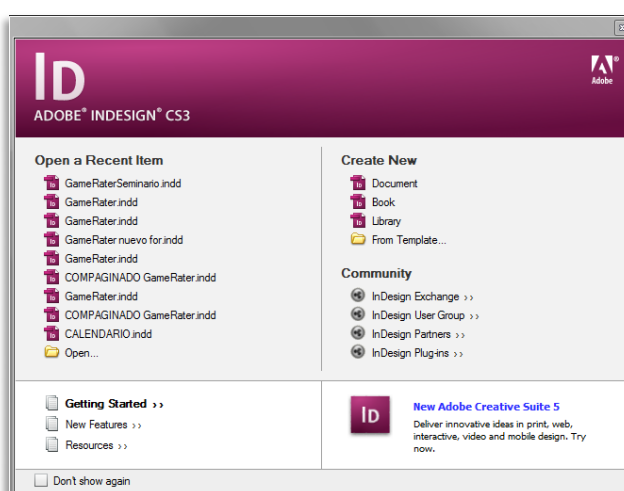 ID
Adobe
ADOBE® INDESIGN® CS3
Open a Recent Item
GameRaterSeminario.indd
GameRater.indd
GameRater.indd
GameRater nuevo for.indd
GameRater.indd
COMPAGINADO GameRater.indd
GameRater.indd
COMPAGINADO GameRater.indd
CALENDARIO.indd
Open...
Create New
Document
Book
Library
From Template...
Community
InDesign Exchange ››
InDesign User Group ››
InDesign Partners ››
InDesign Plug-ins ››
Getting Started ››
New Features ››
Resources ››
ID
New Adobe Creative Suite 5
Deliver innovative ideas in print, web,
interactive, video and mobile design. Try
now.
Don't show again